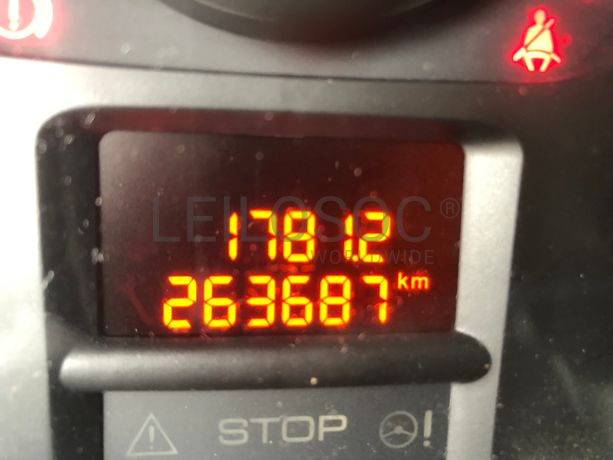 1781.2
LEILOSOC®
WORLDWIDE
263687 km
STOP !